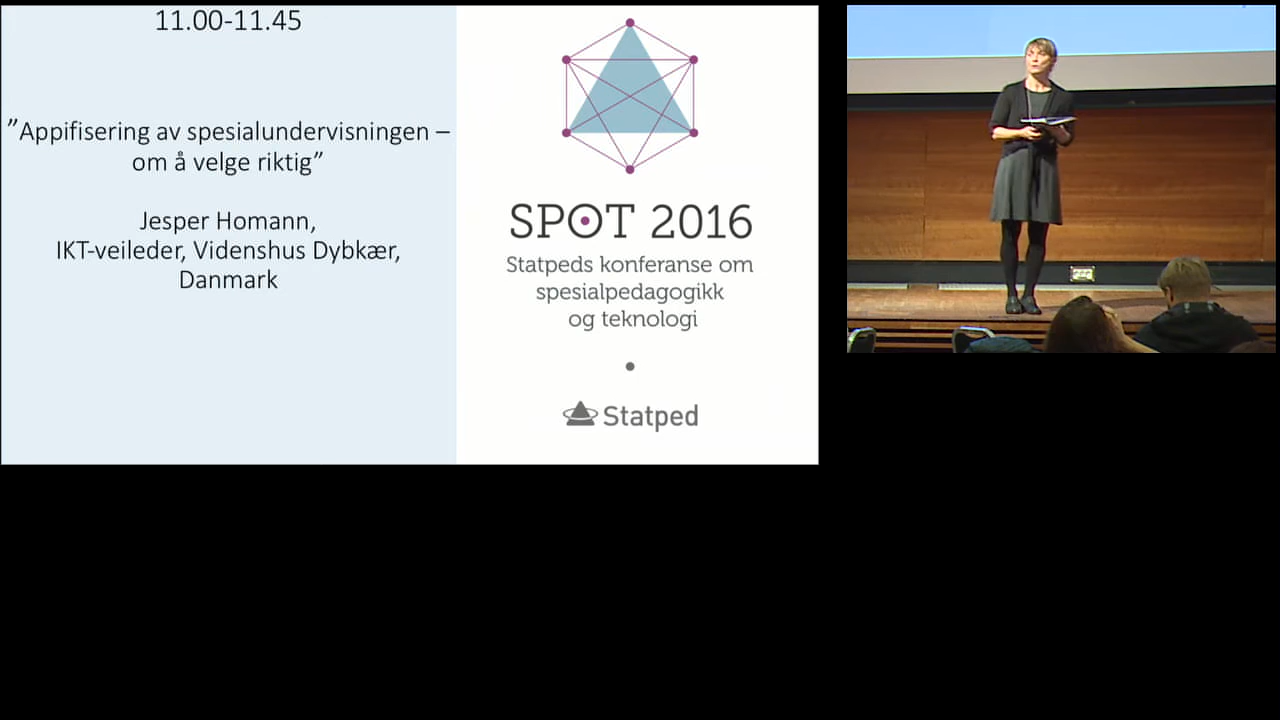 11.00-11.45
”Appifisering av spesialundervisningen –
om å velge riktig”
Jesper Homann,
IKT-veileder, Videnshus Dybkær,
Danmark
SPOT 2016
Statpeds konferanse om
spesialpedagogikk
og teknologi
Statped